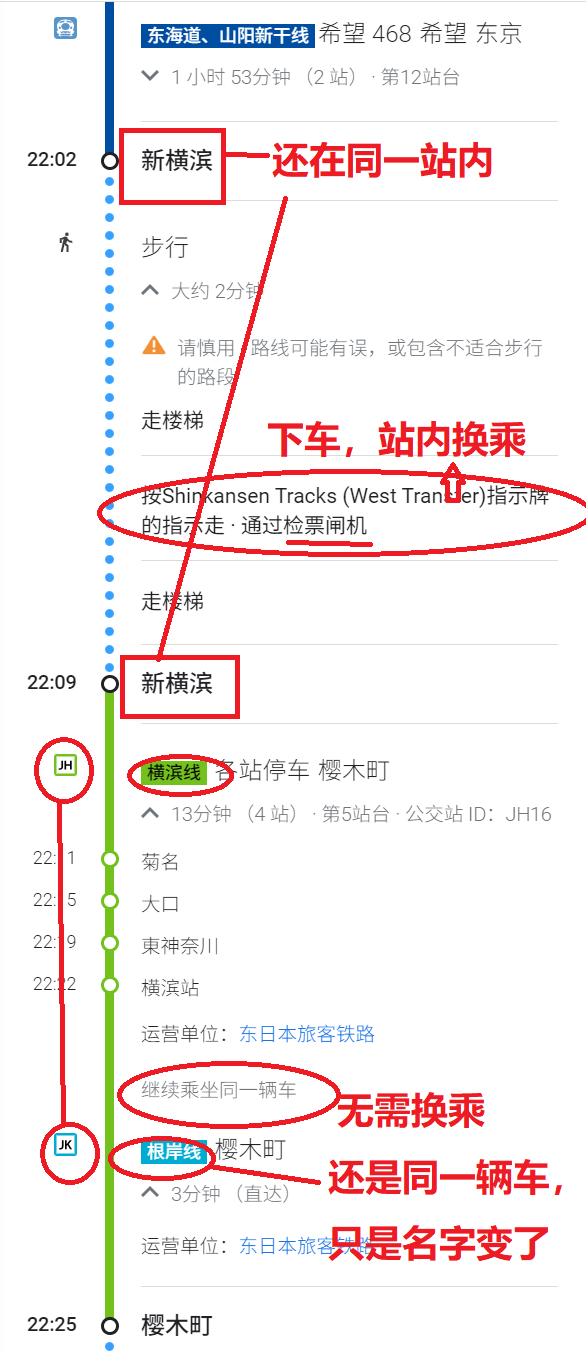 东海道、山阳新干线 希望 468 希望 东京
1 小时 53分钟 （2 站） · 第12站台
22:02 新横滨
还在同一站内
步行
大约 2分钟
请慎用 路线可能有误，或包含不适合步行
的路段
走楼梯
下车，站内换乘
按Shinkansen Tracks (West Transfer)指示牌
的指示走 · 通过检票闸机
走楼梯
22:09 新横滨
JH 横滨线 各站停车 樱木町
13分钟 （4 站） · 第5站台 · 公交站 ID：JH16
22:11 菊名
22:15 大口
22:19 東神奈川
22:22 横滨站
运营单位：东日本旅客铁路
继续乘坐同一辆车
无需换乘
JK 根岸线 樱木町
还是同一辆车，
3分钟 （直达）
只是名字变了
运营单位：东日本旅客铁路
22:25 樱木町